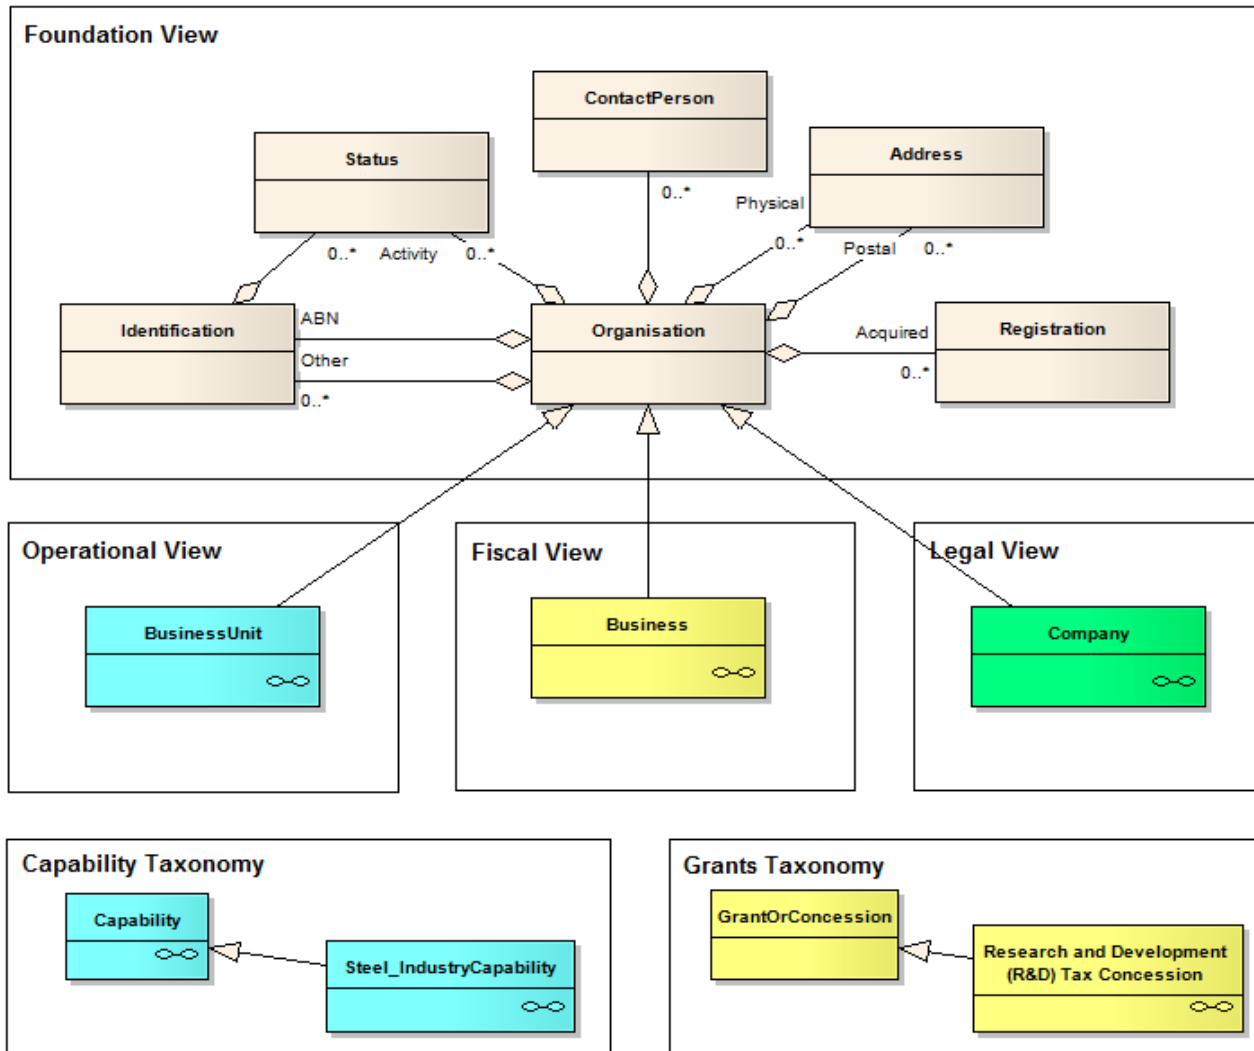 Foundation View
ContactPerson
Status
Address
0..*
Physical
0..*
Activity
0..*
0..*
Postal
0..*
Identification
ABN
Organisation
Registration
Acquired
Other
0..*
0..*
Operational View
Fiscal View
Legal View
BusinessUnit
Business
Company
Capability Taxonomy
Grants Taxonomy
Capability
GrantOrConcession
Steel_IndustryCapability
Research and Development
(R&D) Tax Concession